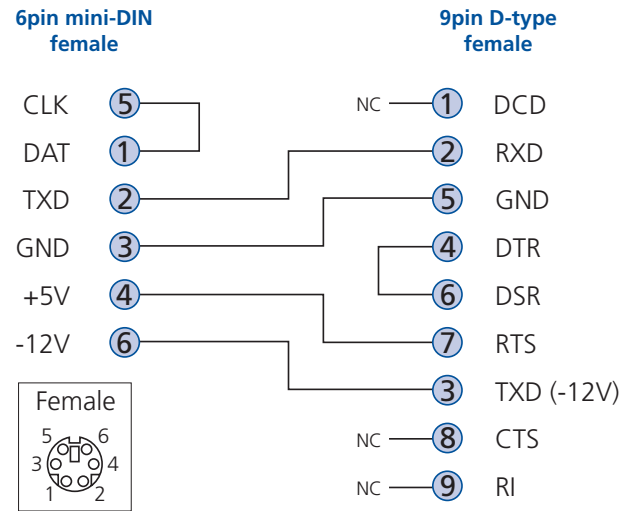 6pin mini-DIN
female
9pin D-type
female
CLK 5
DAT 1
TXD 2
GND 3
+5V 4
-12V 6
NC 1 DCD
2 RXD
5 GND
4 DTR
6 DSR
7 RTS
3 TXD (-12V)
NC 8 CTS
NC 9 RI
Female
5 6
3 4
1 2